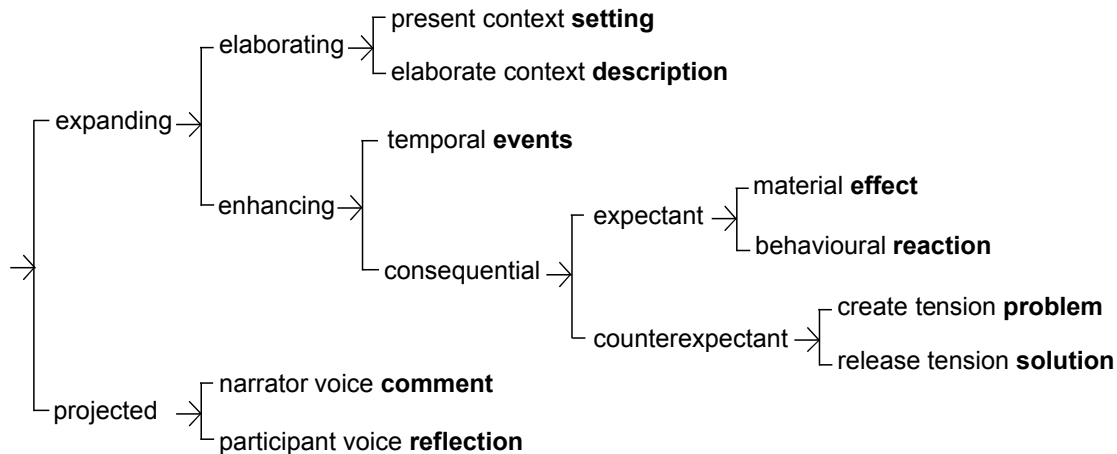 present context setting
elaborating
elaborate context description
expanding
temporal events
material effect
enhancing
expectant
behavioural reaction
consequential
create tension problem
counterexpectant
release tension solution
narrator voice comment
projected
participant voice reflection